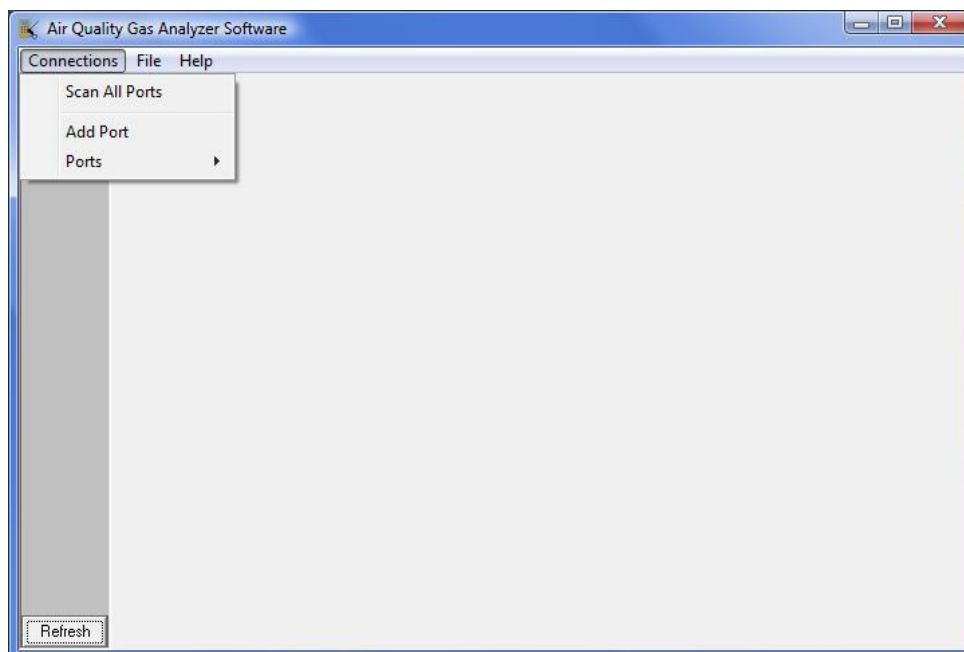 Air Quality Gas Analyzer Software
Connections File Help
Scan All Ports
Add Port
Ports
Refresh